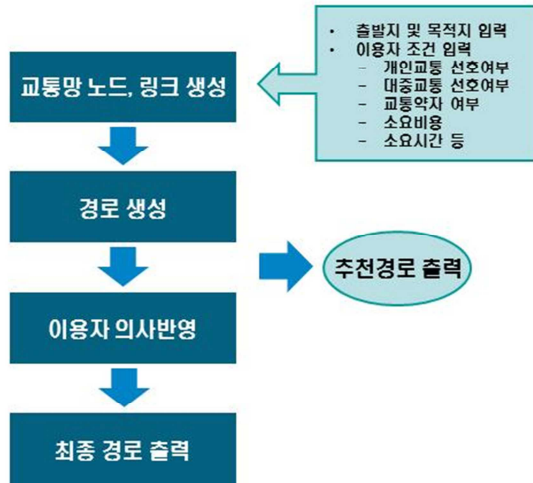 • 출발지 및 목적지 입력
• 이용자 조건 입력
– 개인교통 선호여부
– 대중교통 선호여부
– 교통약자 여부
– 소요비용
– 소요시간 등
교통망 노드, 링크 생성
경로 생성
추천경로 출력
이용자 의사반영
최종 경로 출력